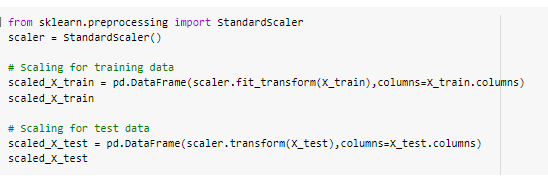 from sklearn.preprocessing import StandardScaler
scaler = StandardScaler()
# Scaling for training data
scaled_X_train = pd.DataFrame(scaler.fit_transform(X_train),columns=X_train.columns)
scaled_X_train
# Scaling for test data
scaled_X_test = pd.DataFrame(scaler.transform(X_test),columns=X_test.columns)
scaled_X_test